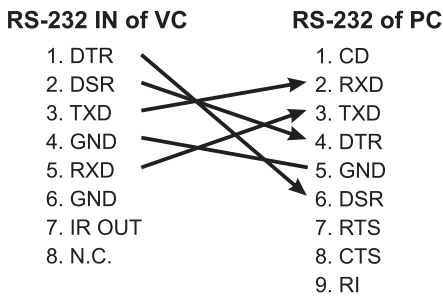 RS-232 IN of VC
1. DTR
2. DSR
3. TXD
4. GND
5. RXD
6. GND
7. IR OUT
8. N.C.
RS-232 of PC
1. CD
2. RXD
3. TXD
4. DTR
5. GND
6. DSR
7. RTS
8. CTS
9. RI